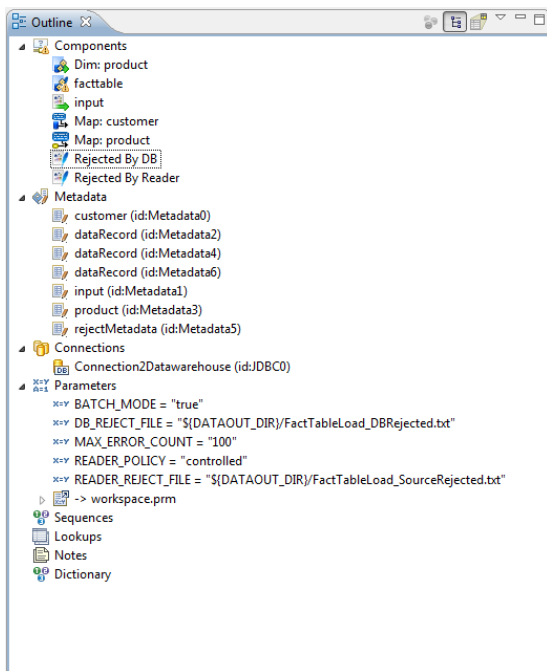 Outline
Components
Dim: product
facttable
input
Map: customer
Map: product
Rejected By DB
Rejected By Reader
Metadata
customer (id:Metadata0)
dataRecord (id:Metadata2)
dataRecord (id:Metadata4)
dataRecord (id:Metadata6)
input (id:Metadata1)
product (id:Metadata3)
rejectMetadata (id:Metadata5)
Connections
Connection2Datawarehouse (id:JDBC0)
Parameters
BATCH_MODE = "true"
DB_REJECT_FILE = "${DATAOUT_DIR}/FactTableLoad_DBRejected.txt"
MAX_ERROR_COUNT = "100"
READER_POLICY = "controlled"
READER_REJECT_FILE = "${DATAOUT_DIR}/FactTableLoad_SourceRejected.txt"
-> workspace.prm
Sequences
Lookups
Notes
Dictionary